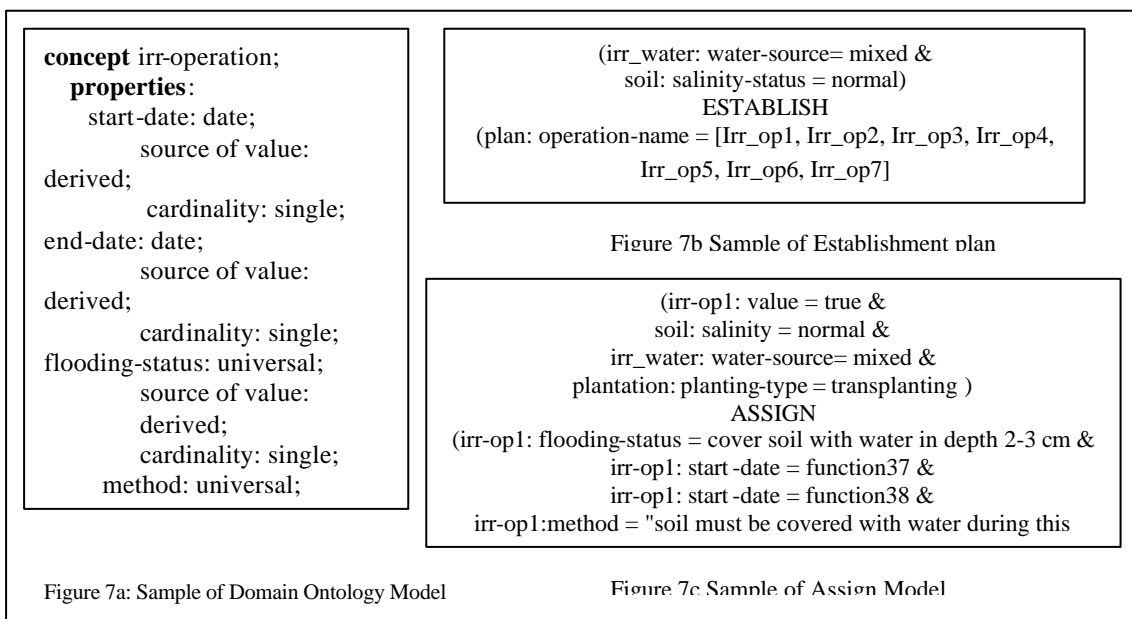 concept irr-operation;
properties:
start-date: date;
source of value:
derived;
cardinality: single;
end-date: date;
source of value:
derived;
cardinality: single;
flooding-status: universal;
source of value:
derived;
cardinality: single;
method: universal;
Figure 7a: Sample of Domain Ontology Model
(irr_water: water-source= mixed &
soil: salinity-status = normal)
ESTABLISH
(plan: operation-name = [Irr_op1, Irr_op2, Irr_op3, Irr_op4,
Irr_op5, Irr_op6, Irr_op7]
Figure 7b Sample of Establishment plan
(irr-op1: value = true &
soil: salinity = normal &
irr_water: water-source= mixed &
plantation: planting-type = transplanting )
ASSIGN
(irr-op1: flooding-status = cover soil with water in depth 2-3 cm &
irr-op1: start-date = function37 &
irr-op1: start-date = function38 &
irr-op1:method = "soil must be covered with water during this
Figure 7c Sample of Assign Model